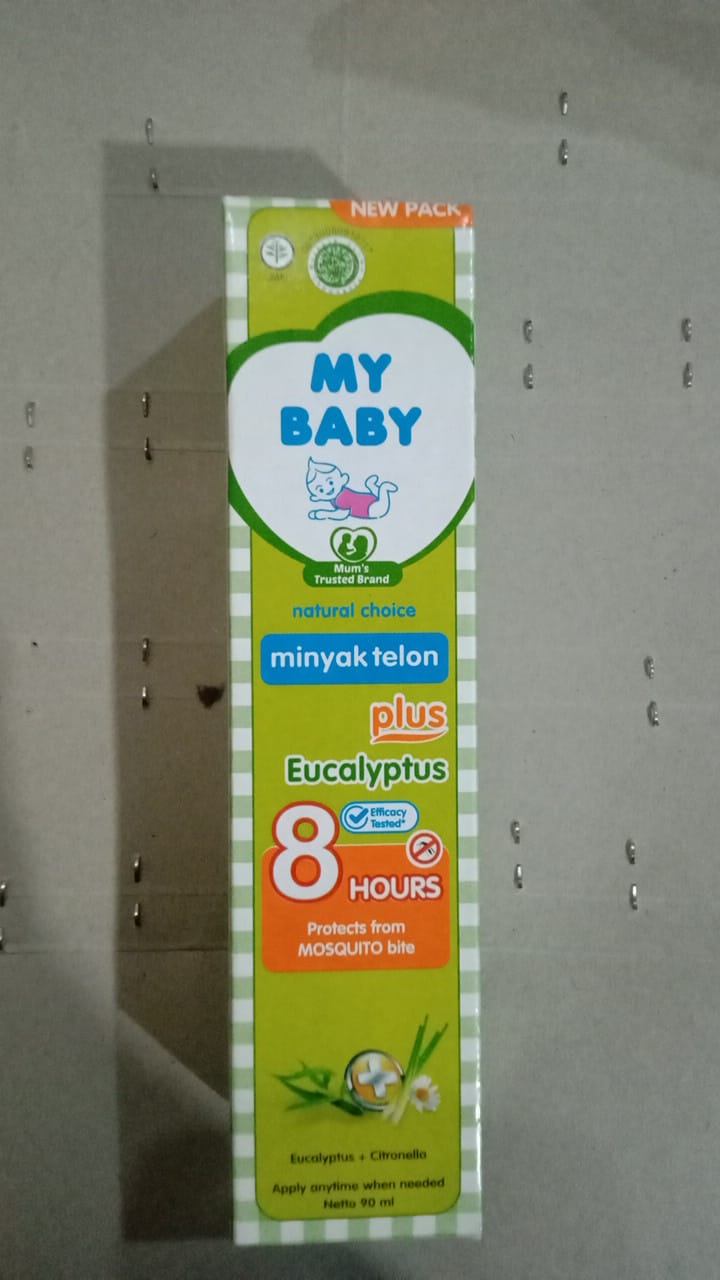 NEW PACK
MY
BABY
Mum's
Trusted Brand
natural choice
minyak telon
plus
Eucalyptus
8
Efficacy
Tested*
HOURS
Protects from
MOSQUITO bite
Eucalyptus + Citronella
Apply anytime when needed
Netto 90 ml